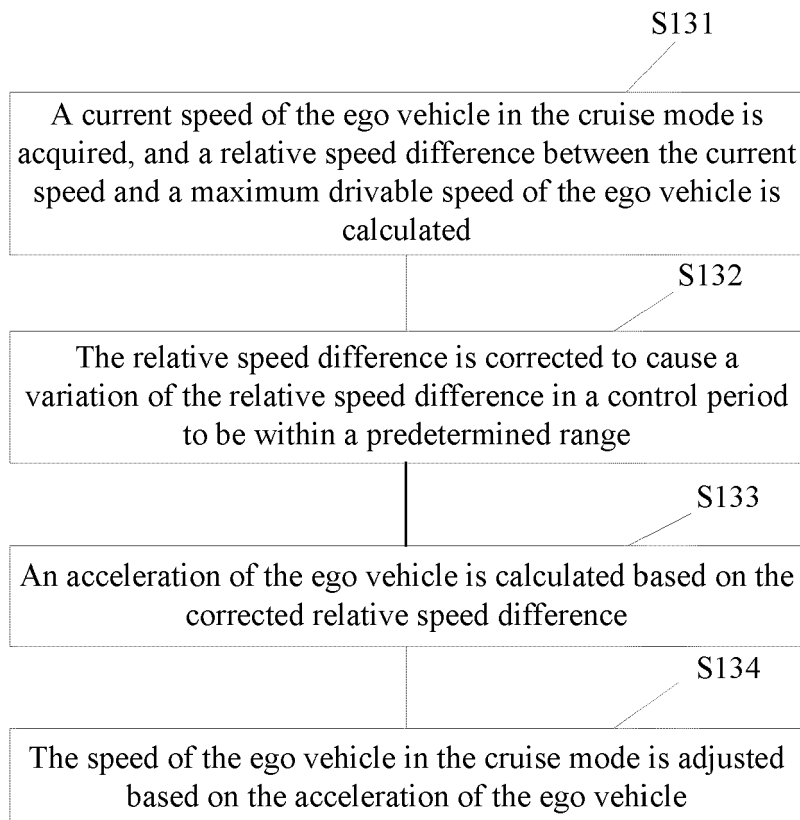 S131
A current speed of the ego vehicle in the cruise mode is
acquired, and a relative speed difference between the current
speed and a maximum drivable speed of the ego vehicle is
calculated
S132
The relative speed difference is corrected to cause a
variation of the relative speed difference in a control period
to be within a predetermined range
S133
An acceleration of the ego vehicle is calculated based on the
corrected relative speed difference
S134
The speed of the ego vehicle in the cruise mode is adjusted
based on the acceleration of the ego vehicle